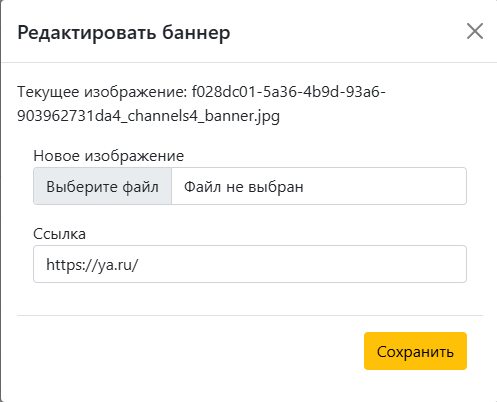 Редактировать баннер
Текущее изображение: f028dc01-5a36-4b9d-93a6-
903962731da4_channels4_banner.jpg
Новое изображение
Выберите файл Файл не выбран
Ссылка
https://ya.ru/
Сохранить